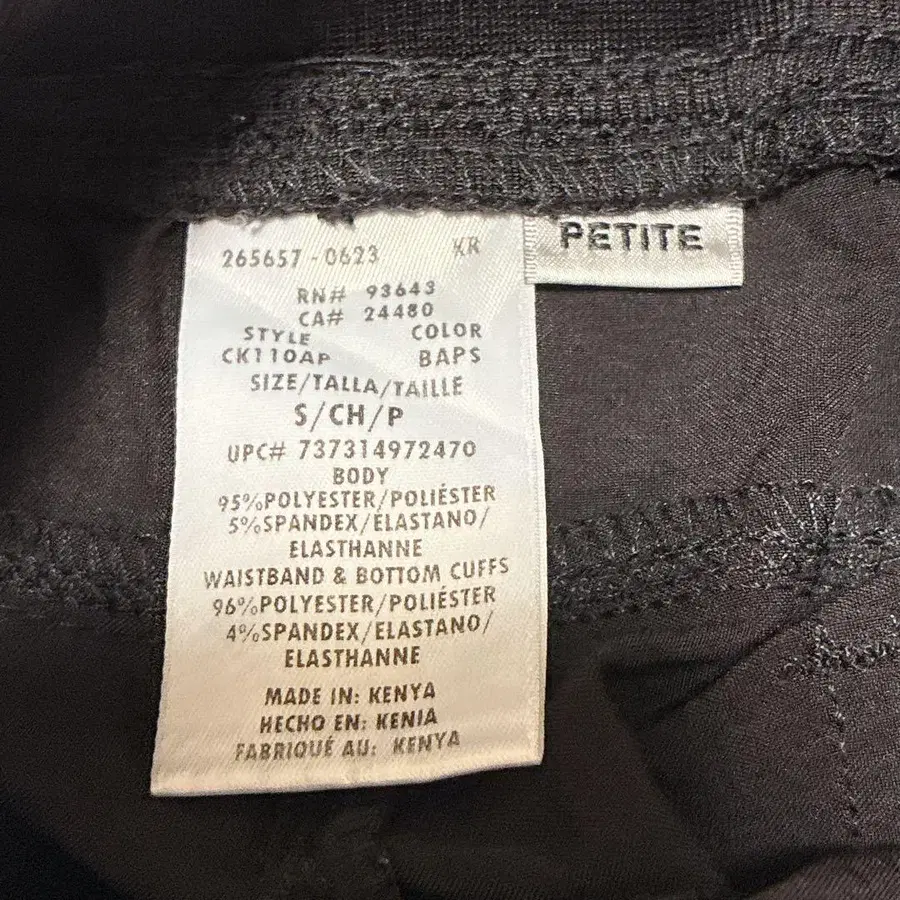 265657 - 0623 KR
PETITE
RN# 93643
CA# 24480
STYLE COLOR
CK110AP BAPS
SIZE/TALLA/TAILLE
S/CH/P
UPC# 737314972470
BODY
95%POLYESTER/POLIÉSTER
5%SPANDEX/ELASTANO/
ELASTHANNE
WAISTBAND & BOTTOM CUFFS
96%POLYESTER/POLIÉSTER
4%SPANDEX/ELASTANO/
ELASTHANNE
MADE IN: KENYA
HECHO EN: KENIA
FABRIQUÉ AU: KENYA